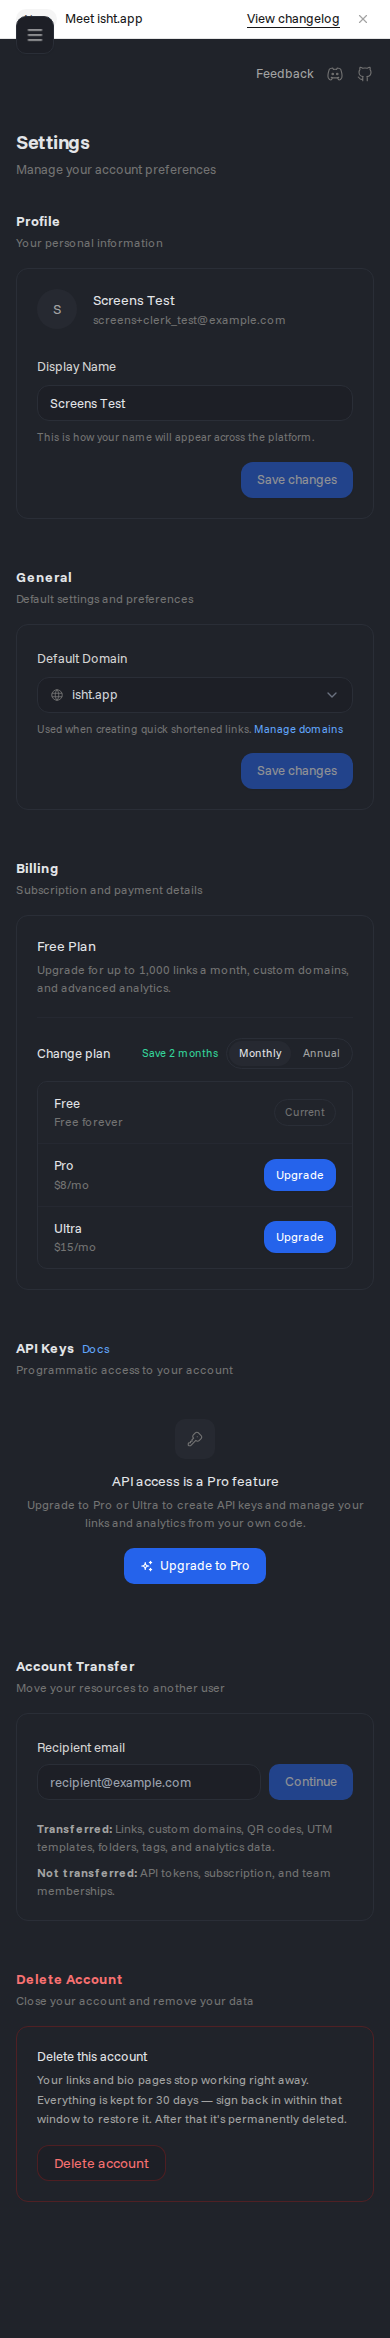 Meet isht.app
View changelog
Feedback
Settings
Manage your account preferences
Profile
Your personal information
S
Screens Test
screens+clerk_test@example.com
Display Name
Screens Test
This is how your name will appear across the platform.
Save changes
General
Default settings and preferences
Default Domain
isht.app
Used when creating quick shortened links. Manage domains
Save changes
Billing
Subscription and payment details
Free Plan
Upgrade for up to 1,000 links a month, custom domains,
and advanced analytics.
Change plan
Save 2 months
Monthly
Annual
Free
Free forever
Current
Pro
$8/mo
Upgrade
Ultra
$15/mo
Upgrade
API Keys Docs
Programmatic access to your account
API access is a Pro feature
Upgrade to Pro or Ultra to create API keys and manage your
links and analytics from your own code.
Upgrade to Pro
Account Transfer
Move your resources to another user
Recipient email
recipient@example.com
Continue
Transferred: Links, custom domains, QR codes, UTM
templates, folders, tags, and analytics data.
Not transferred: API tokens, subscription, and team
memberships.
Delete Account
Close your account and remove your data
Delete this account
Your links and bio pages stop working right away.
Everything is kept for 30 days — sign back in within that
window to restore it. After that it's permanently deleted.
Delete account